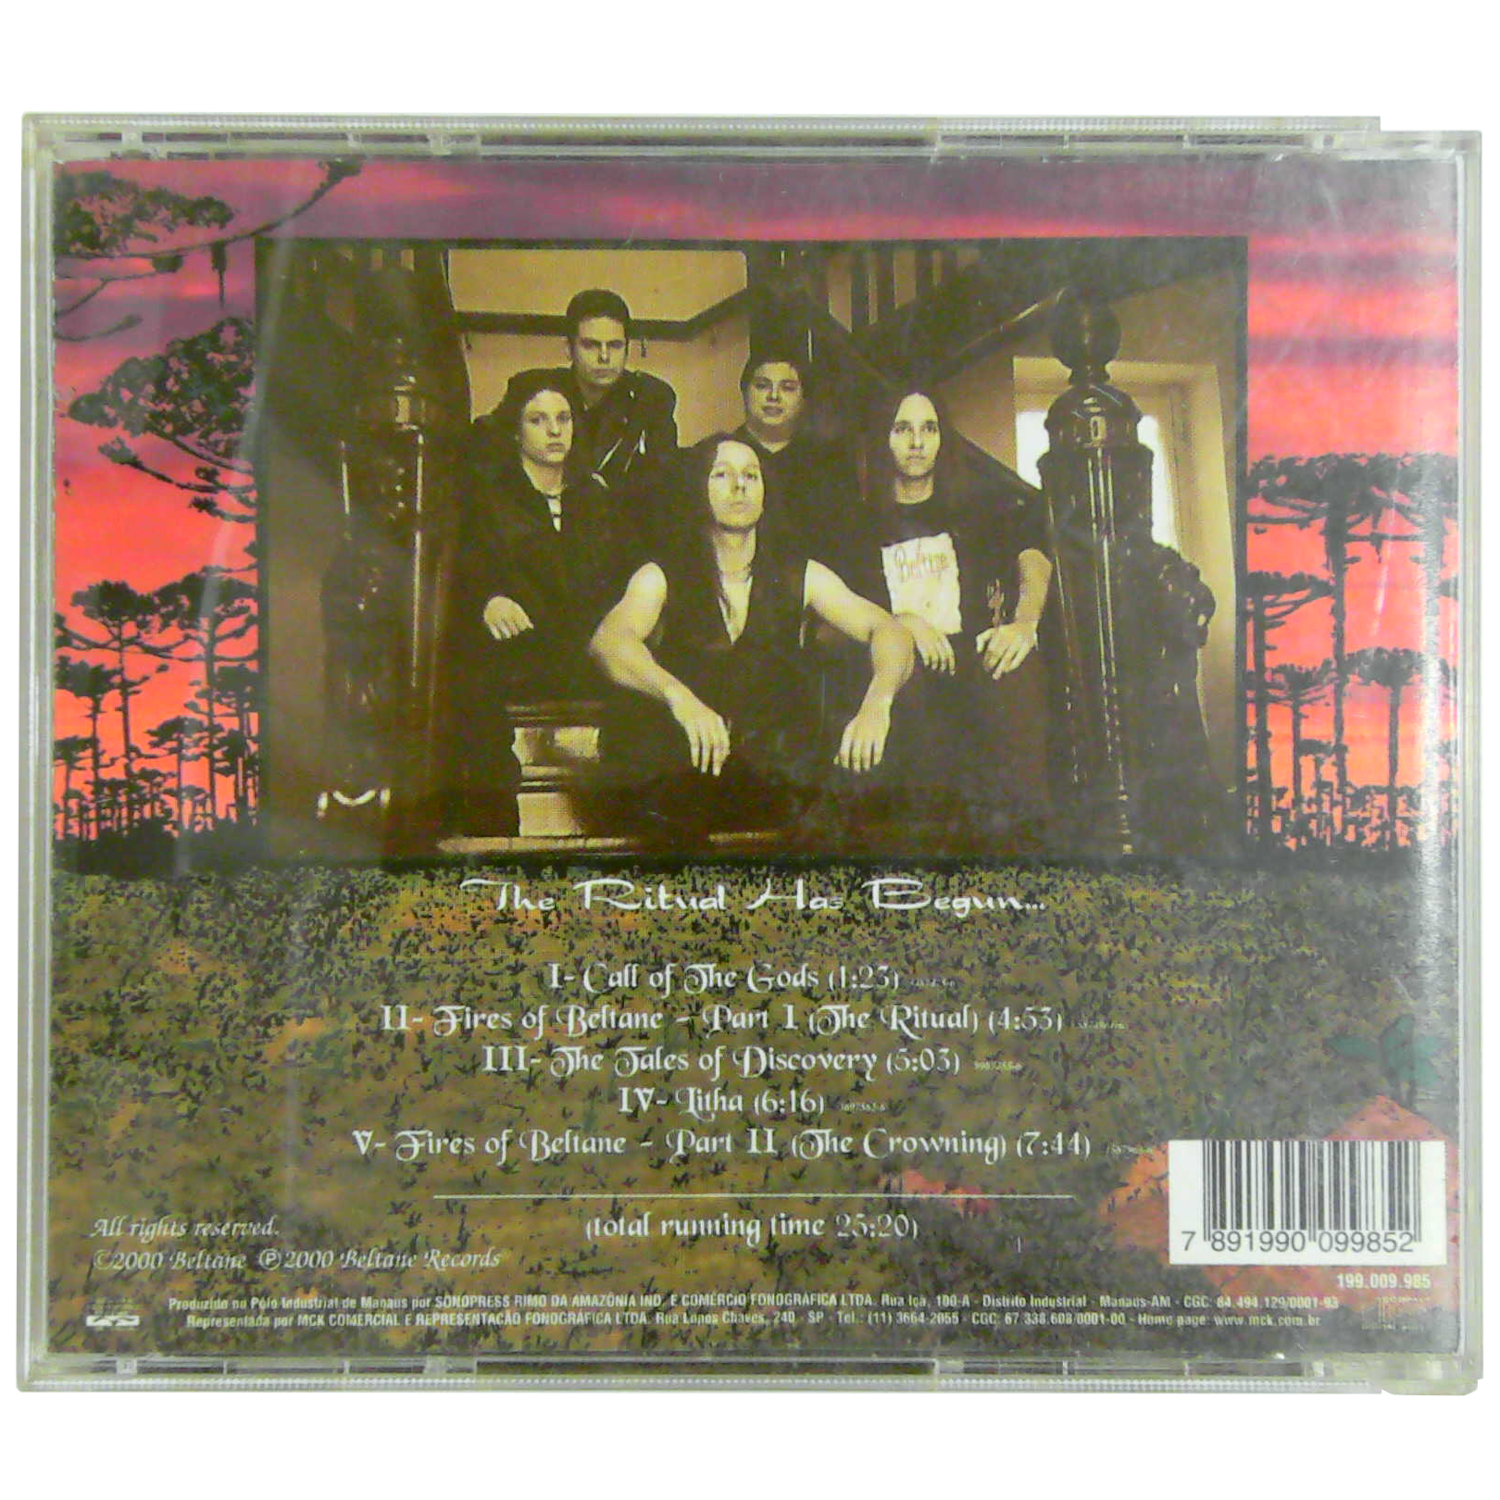 Beltane
The Ritual Has Begun...
I- Call of The Gods (1:23)
II- Fires of Beltane - Part I (The Ritual) (4:53)
III- The Tales of Discovery (5:03)
IV- Litha (6:16)
V- Fires of Beltane - Part II (The Crowning) (7:44)
(total running time 25:20)
All rights reserved.
©2000 Beltane ℗2000 Beltane Records
7 891990 099852
199.009.985
Produzido no Pólo Industrial de Manaus por SONOPRESS RIMO DA AMAZÔNIA IND. E COMÉRCIO FONOGRÁFICA LTDA. Rua Içá, 100-A - Distrito Industrial - Manaus-AM - CGC: 84.494.129/0001-93
Representada por MCK COMERCIAL E REPRESENTAÇÃO FONOGRÁFICA LTDA. Rua Lopes Chaves, 240 - SP - Tel.: (11) 3664-2055 - CGC: 67.338.608/0001-00 - Home page: www.mck.com.br